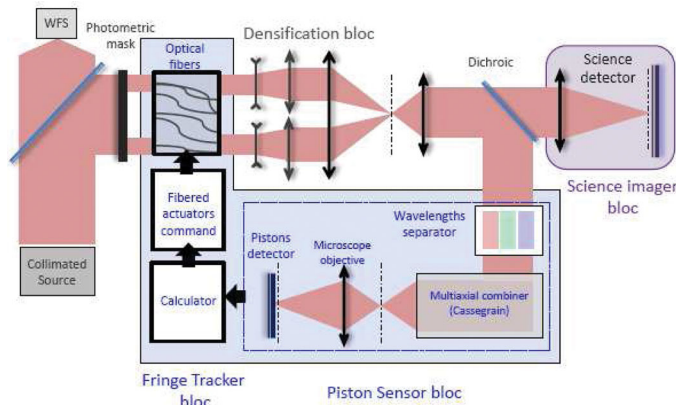 WFS
Photometric
mask
Optical
fibers
Densification bloc
Dichroic
Science
detector
Science imager
bloc
Fibered
actuators
command
Wavelengths
separator
Pistons
detector
Microscope
objective
Collimated
Source
Calculator
Multiaxial combiner
(Cassegrain)
Fringe Tracker
bloc
Piston Sensor bloc